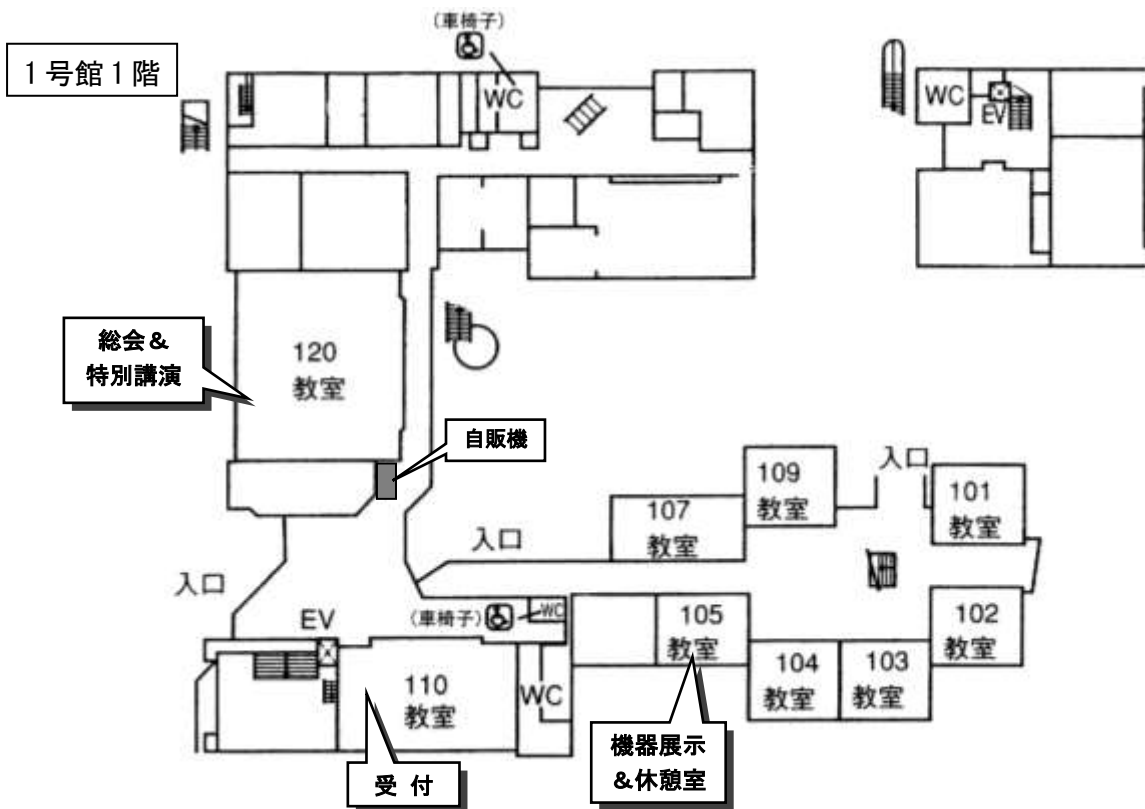 (車椅子)
1号館1階
WC
WC
EV
総会&
特別講演
120
教室
自販機
109
教室
入口
101
教室
107
教室
入口
入口
(車椅子)
WC
EV
105
教室
102
教室
104
教室
103
教室
110
教室
WC
機器展示
&休憩室
受 付